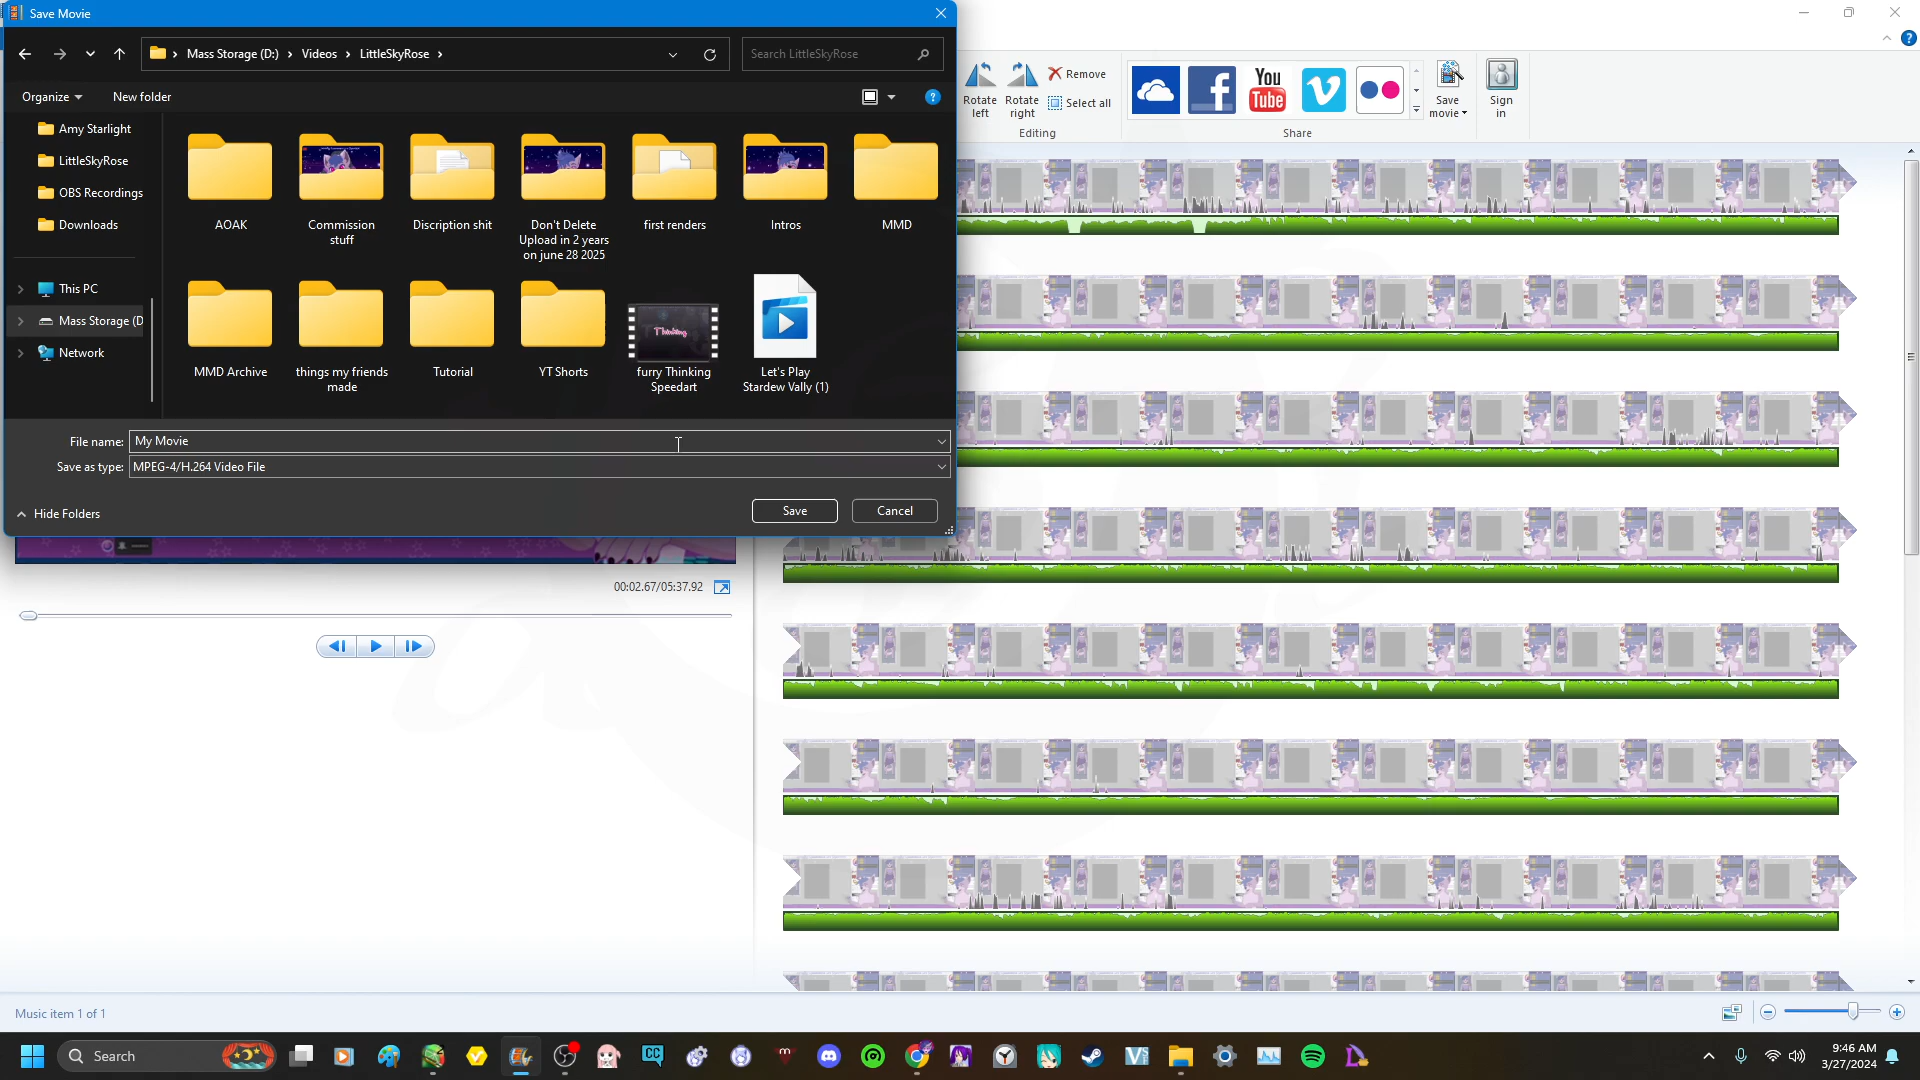 Save Movie
Mass Storage (D:) › Videos › LittleSkyRose ›
Search LittleSkyRose
Organize
New folder
Amy Starlight
LittleSkyRose
OBS Recordings
Downloads
This PC
Mass Storage (D
Network
AOAK
Commission
stuff
Discription shit
Don't Delete
Upload in 2 years
on june 28 2025
first renders
Intros
MMD
MMD Archive
things my friends
made
Tutorial
YT Shorts
Thinking
furry Thinking
Speedart
Let's Play
Stardew Vally (1)
File name: My Movie
Save as type: MPEG-4/H.264 Video File
Hide Folders
Save
Cancel
Rotate
left
Rotate
right
Remove
Select all
Editing
You
Tube
Share
Save
movie
Sign
in
00:02.67/05:37.92
Music item 1 of 1
Search
CC
9:46 AM
3/27/2024